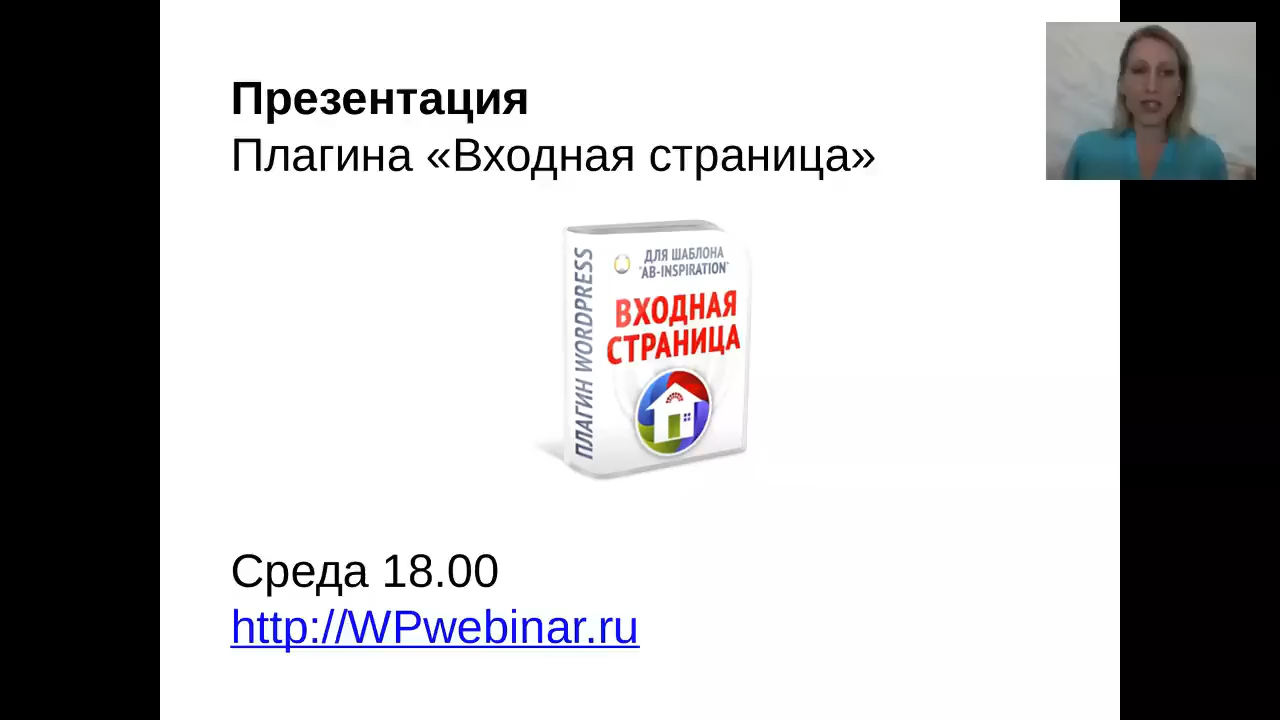 Презентация
Плагина «Входная страница»
ПЛАГИН WORDPRESS
ДЛЯ ШАБЛОНА
"AB-INSPIRATION"
ВХОДНАЯ
СТРАНИЦА
Среда 18.00
http://WPwebinar.ru